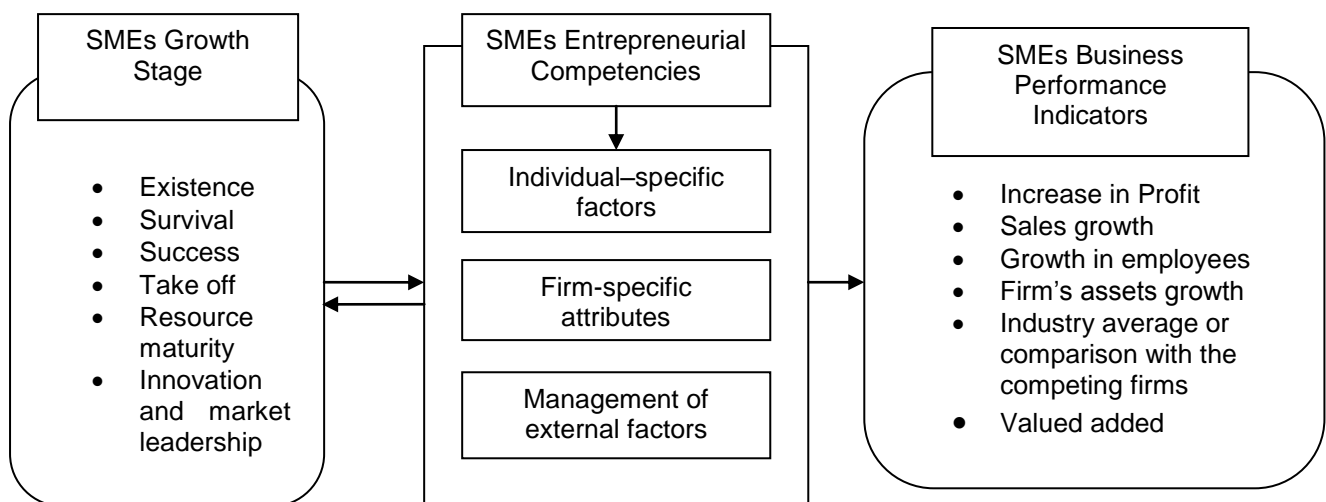 SMEs Growth
Stage
• Existence
• Survival
• Success
• Take off
• Resource
maturity
• Innovation
and market
leadership
SMEs Entrepreneurial
Competencies
Individual–specific
factors
Firm-specific
attributes
Management of
external factors
SMEs Business
Performance
Indicators
• Increase in Profit
• Sales growth
• Growth in employees
• Firm's assets growth
• Industry average or
comparison with the
competing firms
• Valued added